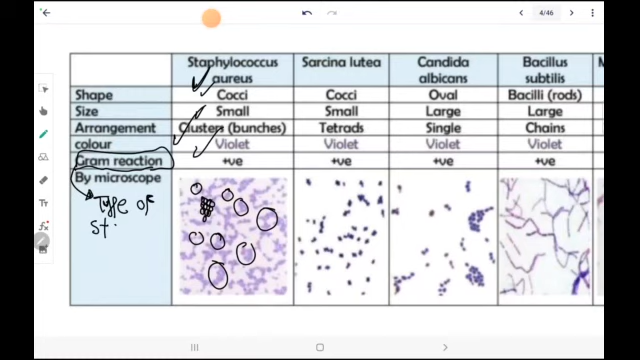 4/46
Staphylococcus aureus Sarcina lutea Candida albicans Bacillus subtilis
Shape Cocci Cocci Oval Bacilli (rods)
Size Small Small Large Large
Arrangement Clusters (bunches) Tetrads Single Chains
colour Violet Violet Violet Violet
Gram reaction +ve +ve +ve +ve
By microscope
Type of
st